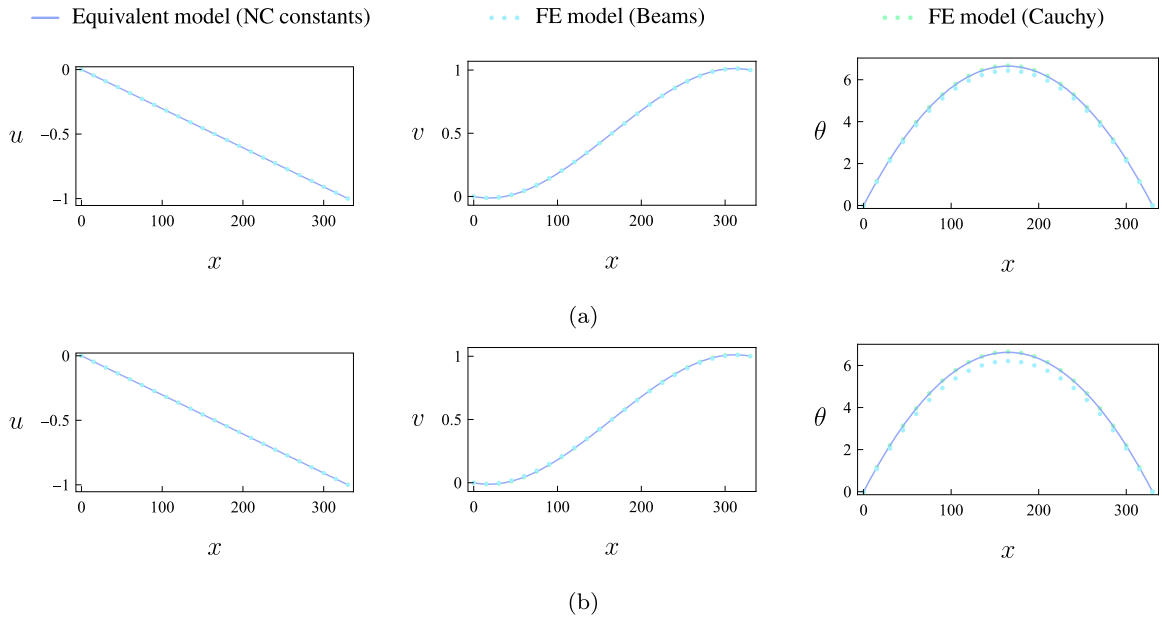 Equivalent model (NC constants) FE model (Beams) FE model (Cauchy)
u 0 −0.5 −1 0 100 200 300 x
v 1 0.5 0 0 100 200 300 x
θ 6 4 2 0 0 100 200 300 x
(a)
u 0 −0.5 −1 0 100 200 300 x
v 1 0.5 0 0 100 200 300 x
θ 6 4 2 0 0 100 200 300 x
(b)